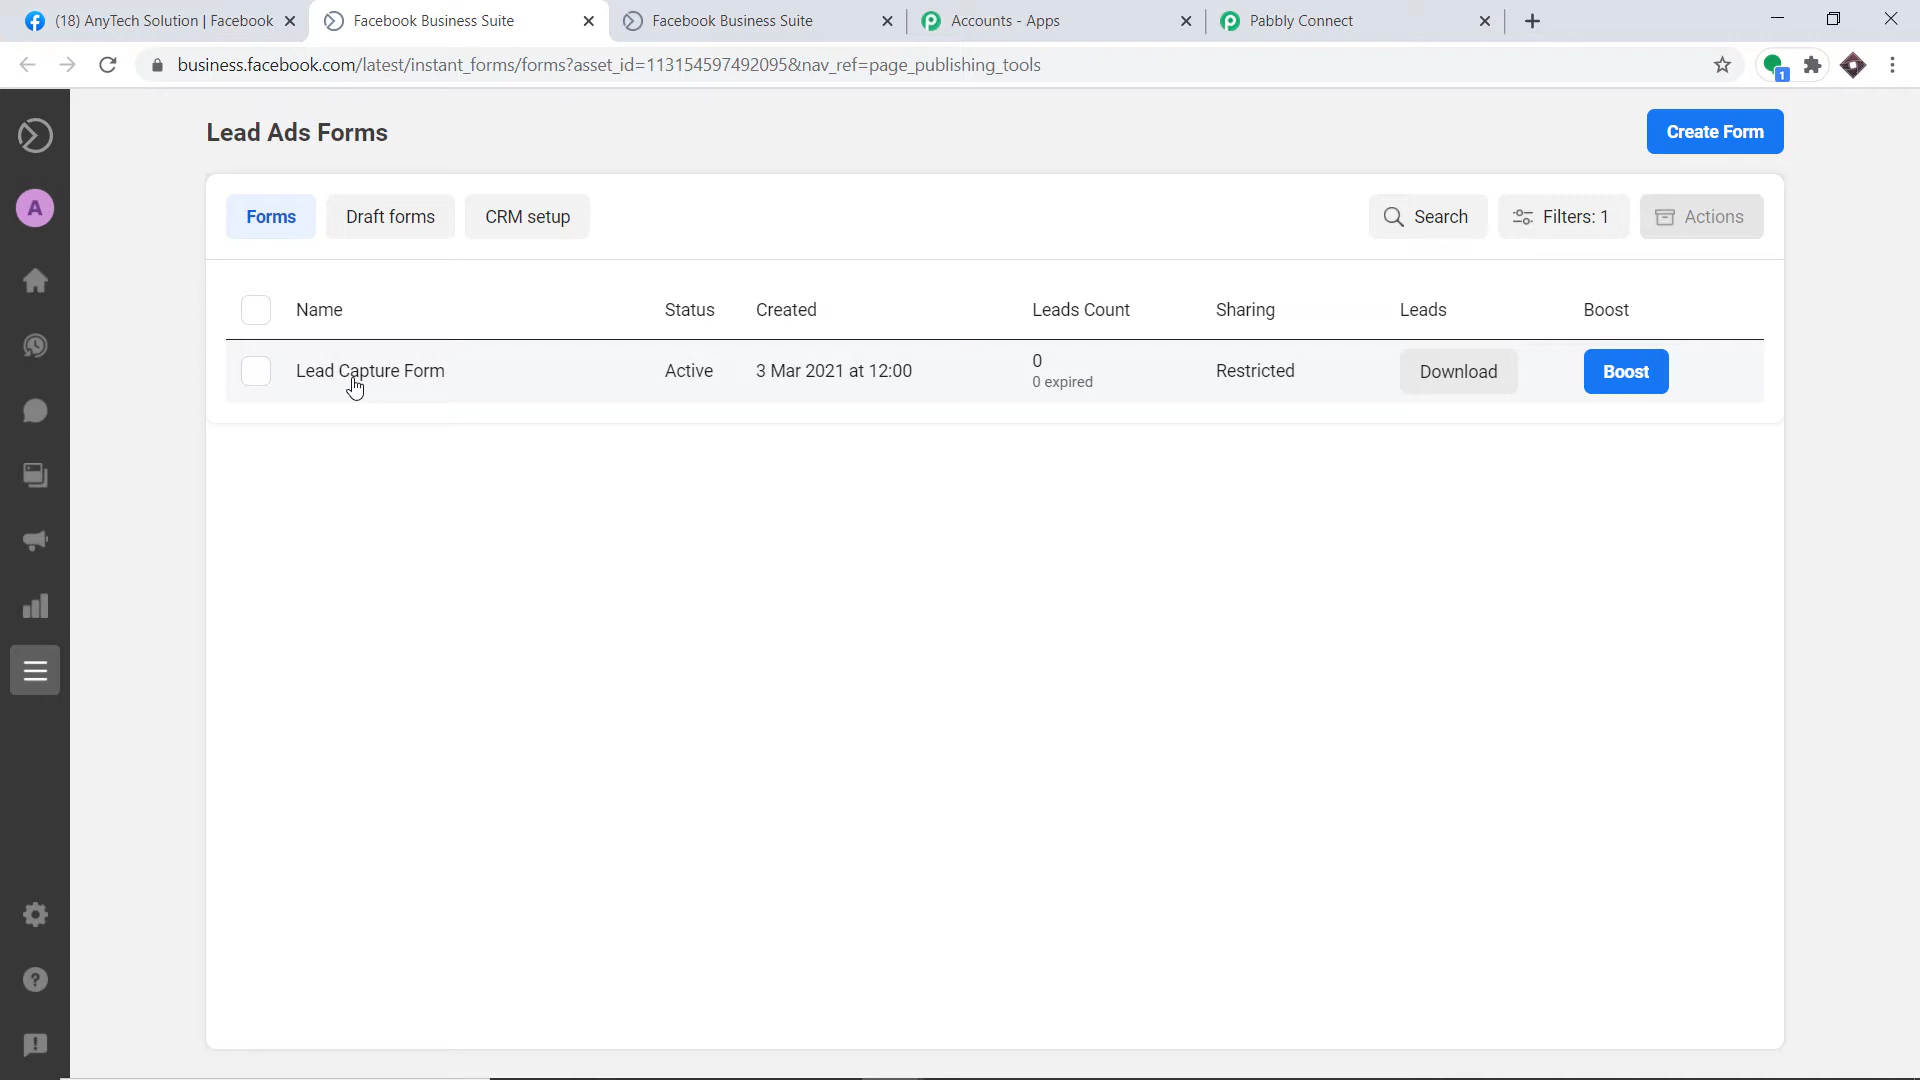 (18) AnyTech Solution | Facebook
Facebook Business Suite
Facebook Business Suite
Accounts - Apps
Pabbly Connect
business.facebook.com/latest/instant_forms/forms?asset_id=113154597492095&nav_ref=page_publishing_tools
1
Lead Ads Forms
Create Form
A
Forms
Draft forms
CRM setup
Search
Filters: 1
Actions
Name
Status
Created
Leads Count
Sharing
Leads
Boost
Lead Capture Form
Active
3 Mar 2021 at 12:00
0
0 expired
Restricted
Download
Boost